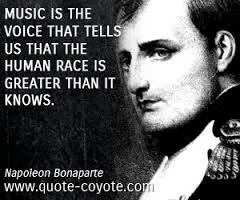 MUSIC IS THE
VOICE THAT TELLS
US THAT THE
HUMAN RACE IS
GREATER THAN IT
KNOWS.
Napoleon Bonaparte
www.quote-coyote.com